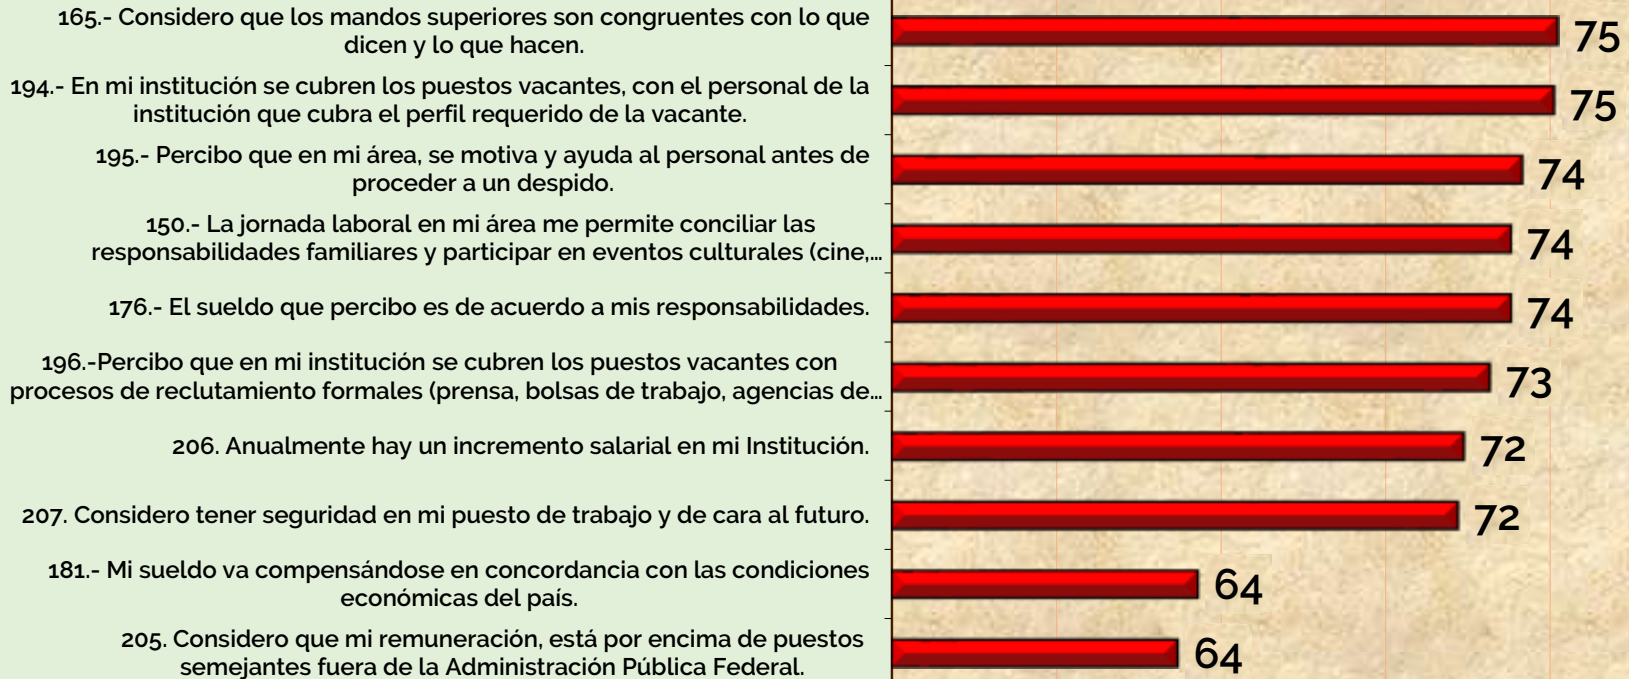 165.- Considero que los mandos superiores son congruentes con lo que
dicen y lo que hacen.
75
194.- En mi institución se cubren los puestos vacantes, con el personal de la
institución que cubra el perfil requerido de la vacante.
75
195.- Percibo que en mi área, se motiva y ayuda al personal antes de
proceder a un despido.
74
150.- La jornada laboral en mi área me permite conciliar las
responsabilidades familiares y participar en eventos culturales (cine,...
74
176.- El sueldo que percibo es de acuerdo a mis responsabilidades.
74
196.-Percibo que en mi institución se cubren los puestos vacantes con
procesos de reclutamiento formales (prensa, bolsas de trabajo, agencias de...
73
206. Anualmente hay un incremento salarial en mi Institución.
72
207. Considero tener seguridad en mi puesto de trabajo y de cara al futuro.
72
181.- Mi sueldo va compensándose en concordancia con las condiciones
económicas del país.
64
205. Considero que mi remuneración, está por encima de puestos
semejantes fuera de la Administración Pública Federal.
64